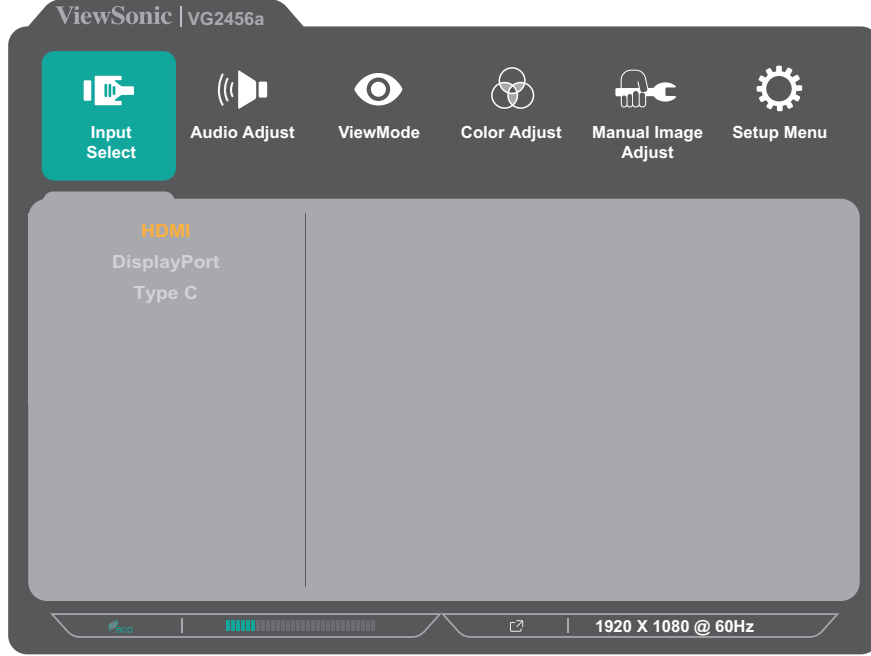 ViewSonic | VG2456a
Input
Select
Audio Adjust
ViewMode
Color Adjust
Manual Image
Adjust
Setup Menu
HDMI
DisplayPort
Type C
eco
1920 X 1080 @ 60Hz